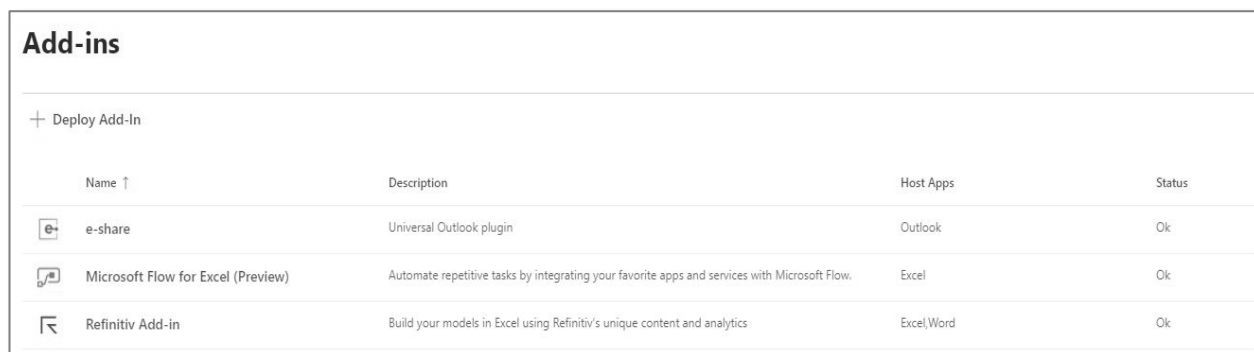 Add-ins
+ Deploy Add-In
Name ↑ Description Host Apps Status
e-share Universal Outlook plugin Outlook Ok
Microsoft Flow for Excel (Preview) Automate repetitive tasks by integrating your favorite apps and services with Microsoft Flow. Excel Ok
Refinitiv Add-in Build your models in Excel using Refinitiv's unique content and analytics Excel,Word Ok